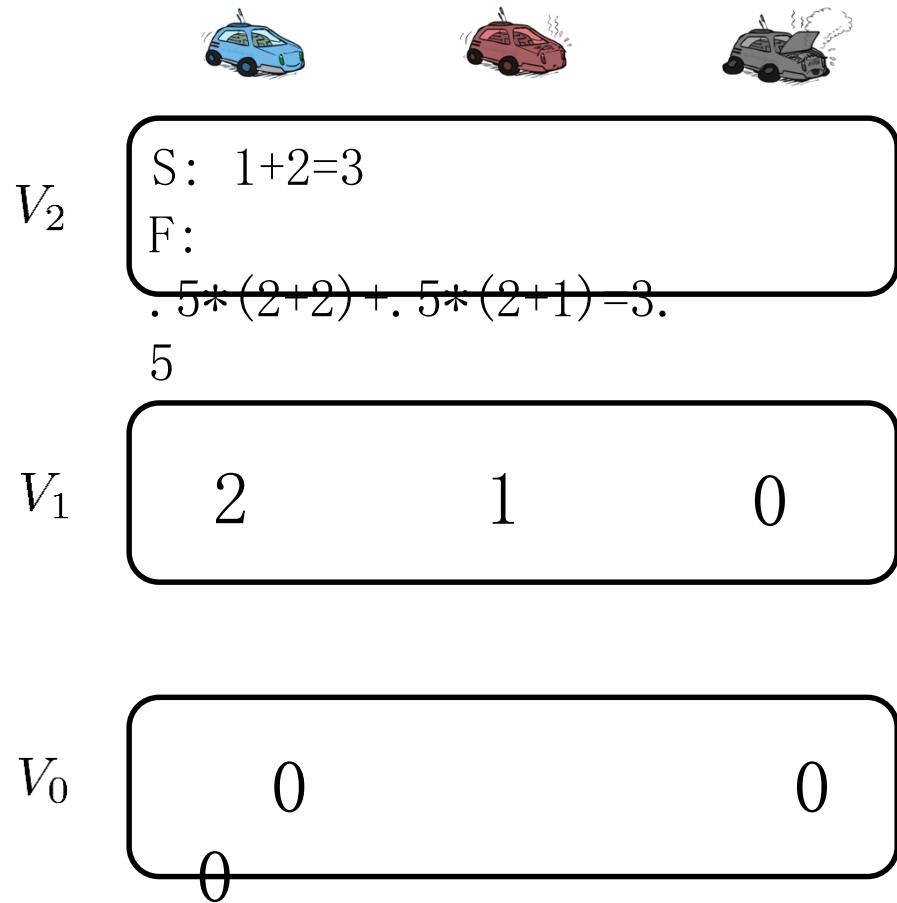 V₂
S: 1+2=3
F:
.5*(2+2)+.5*(2+1)=3.
5
V₁
2 1 0
V₀
0 0
0